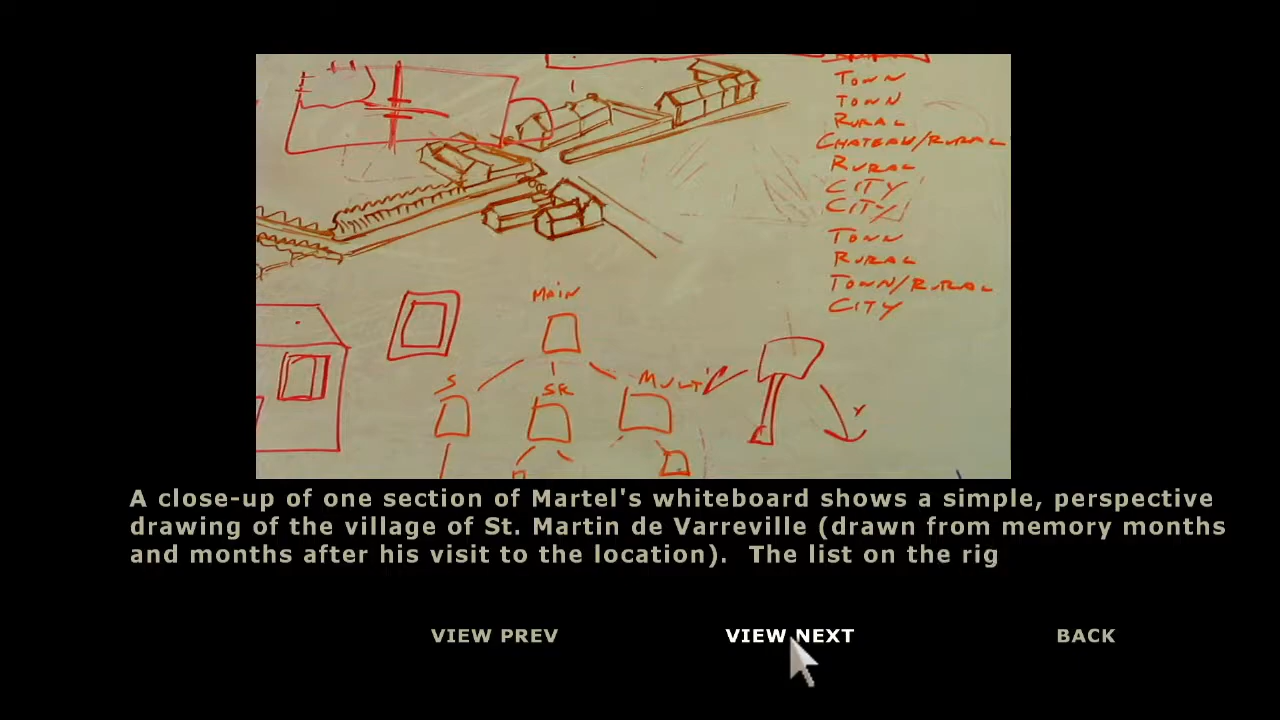 TOWN
TOWN
RURAL
CHATEAU/RURAL
RURAL
CITY
CITY
TOWN
RURAL
TOWN/RURAL
CITY
MAIN
S
SK
MULTI
A close-up of one section of Martel's whiteboard shows a simple, perspective
drawing of the village of St. Martin de Varreville (drawn from memory months
and months after his visit to the location).  The list on the rig
VIEW PREV
VIEW NEXT
BACK